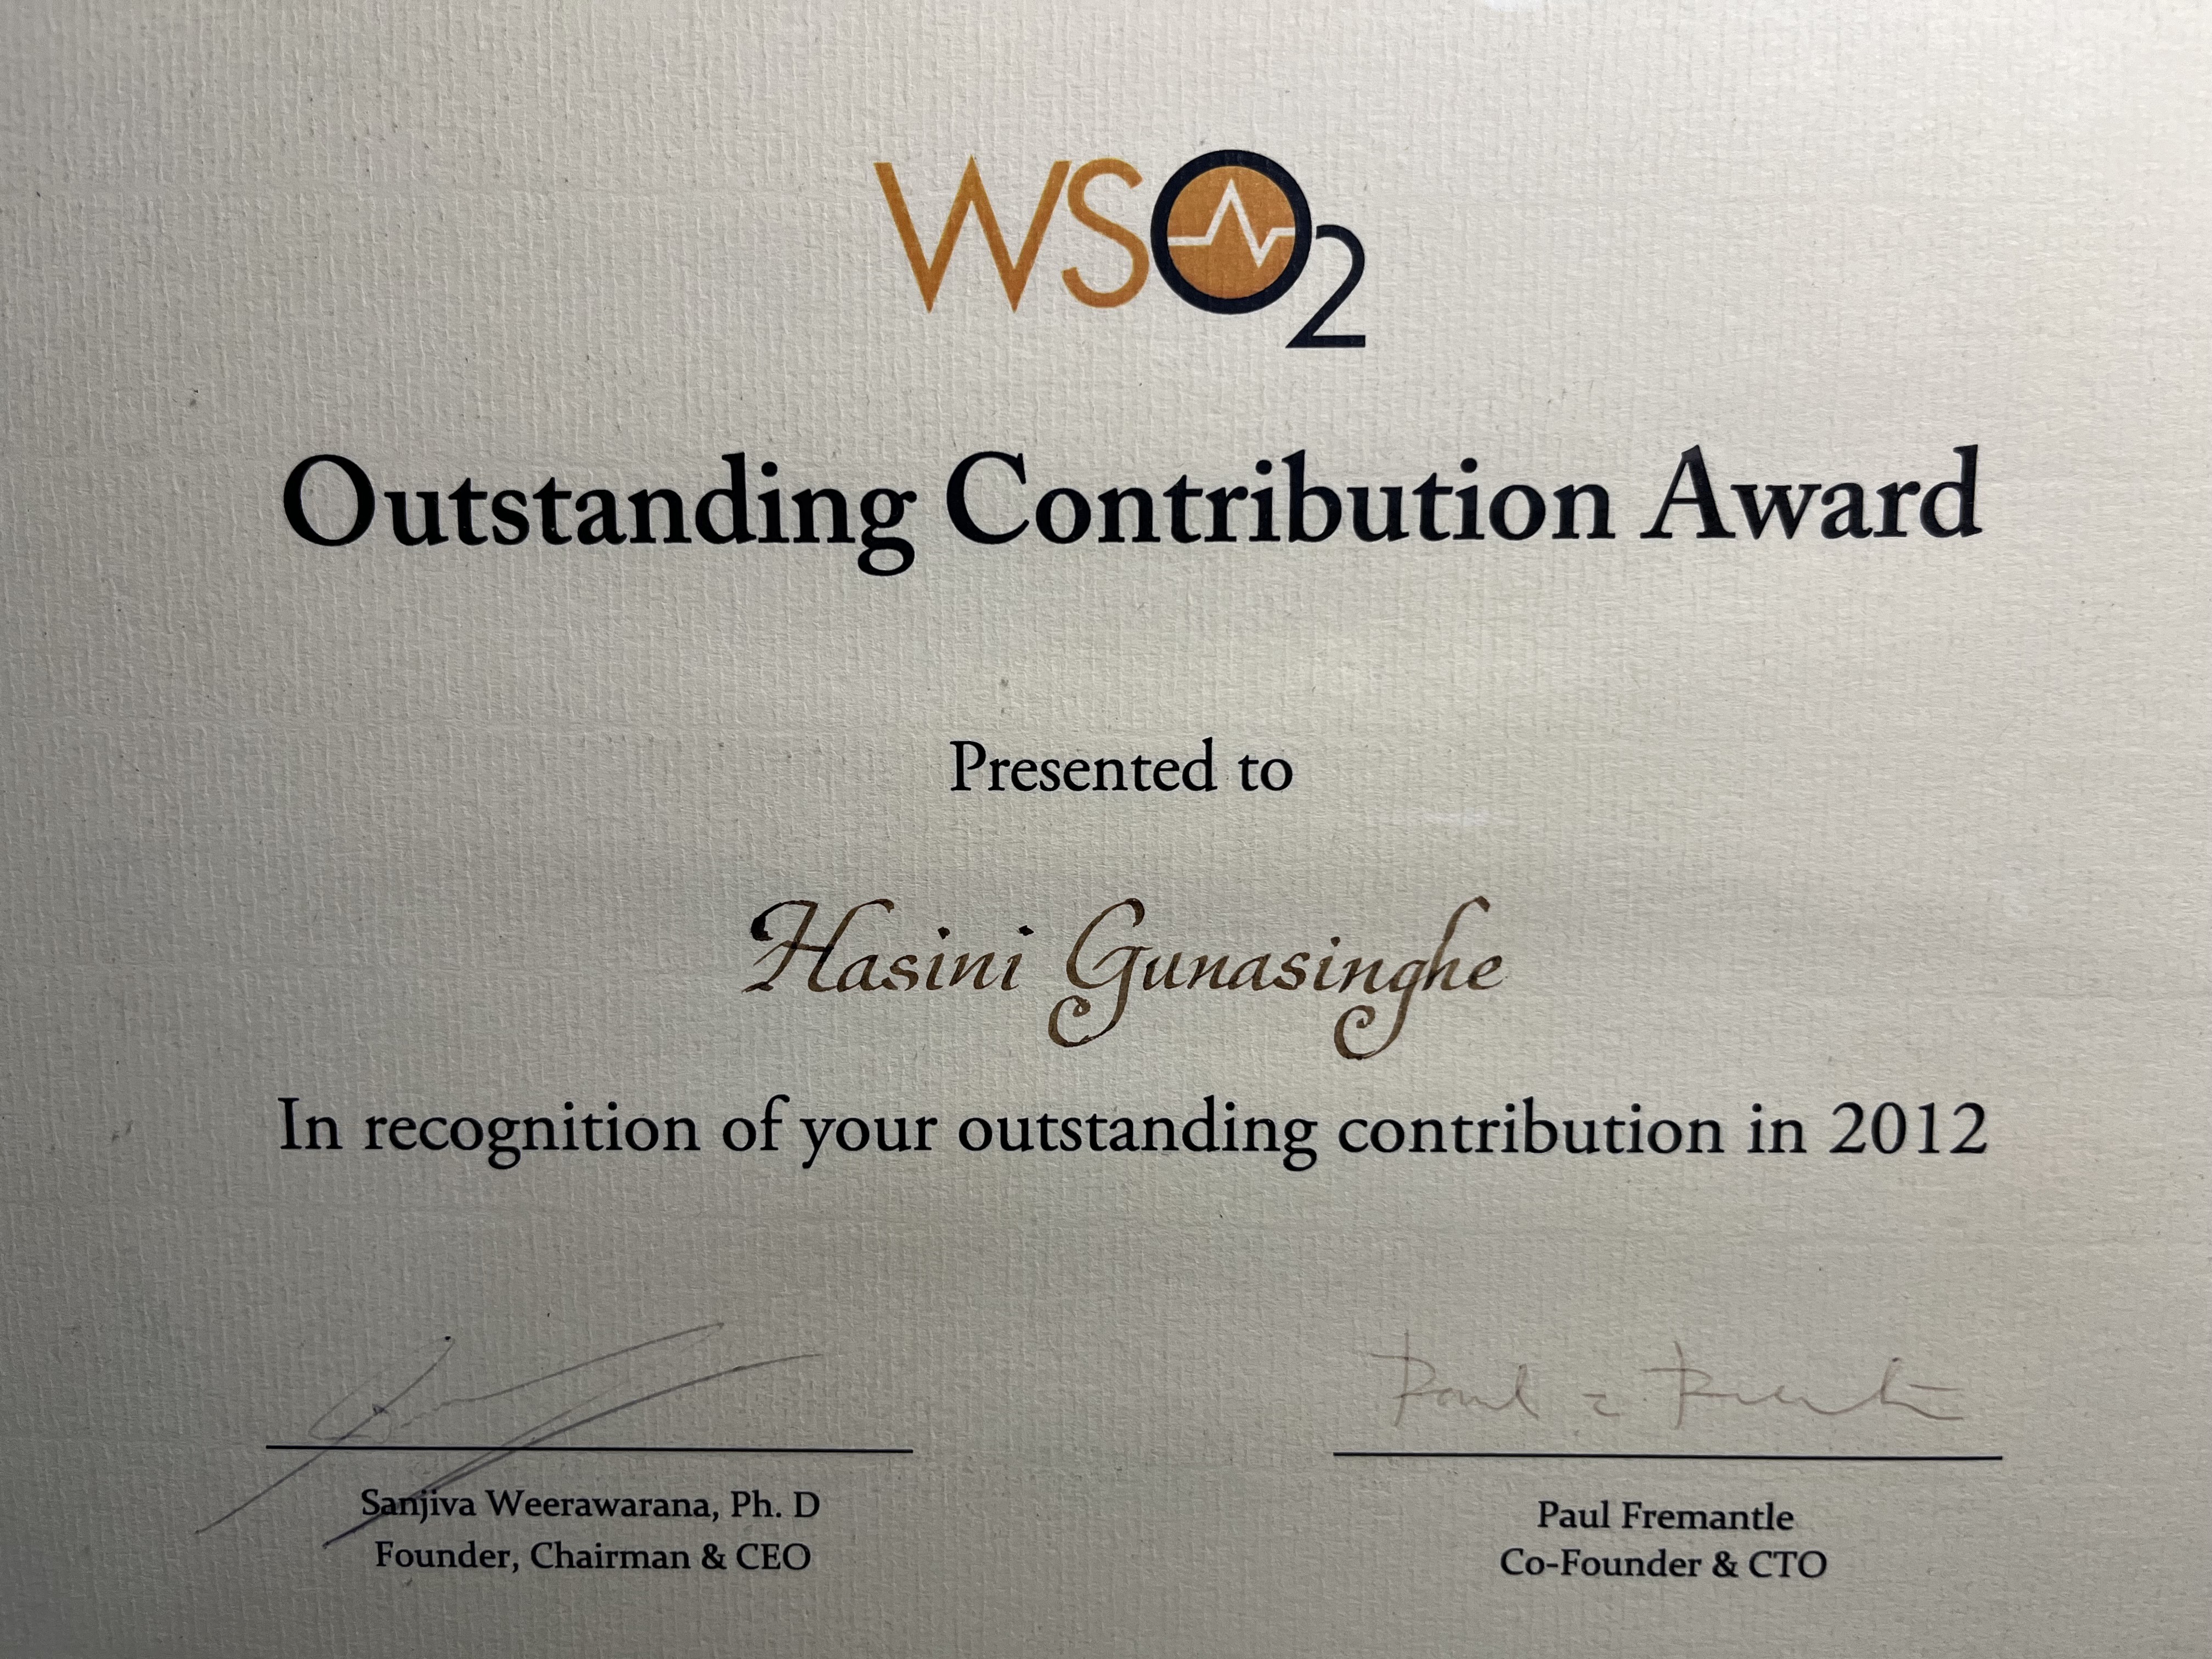 WSO2
Outstanding Contribution Award
Presented to
Hasini Gunasinghe
In recognition of your outstanding contribution in 2012
Paul Z Fremantle
Sanjiva Weerawarana, Ph. D
Founder, Chairman & CEO
Paul Fremantle
Co-Founder & CTO